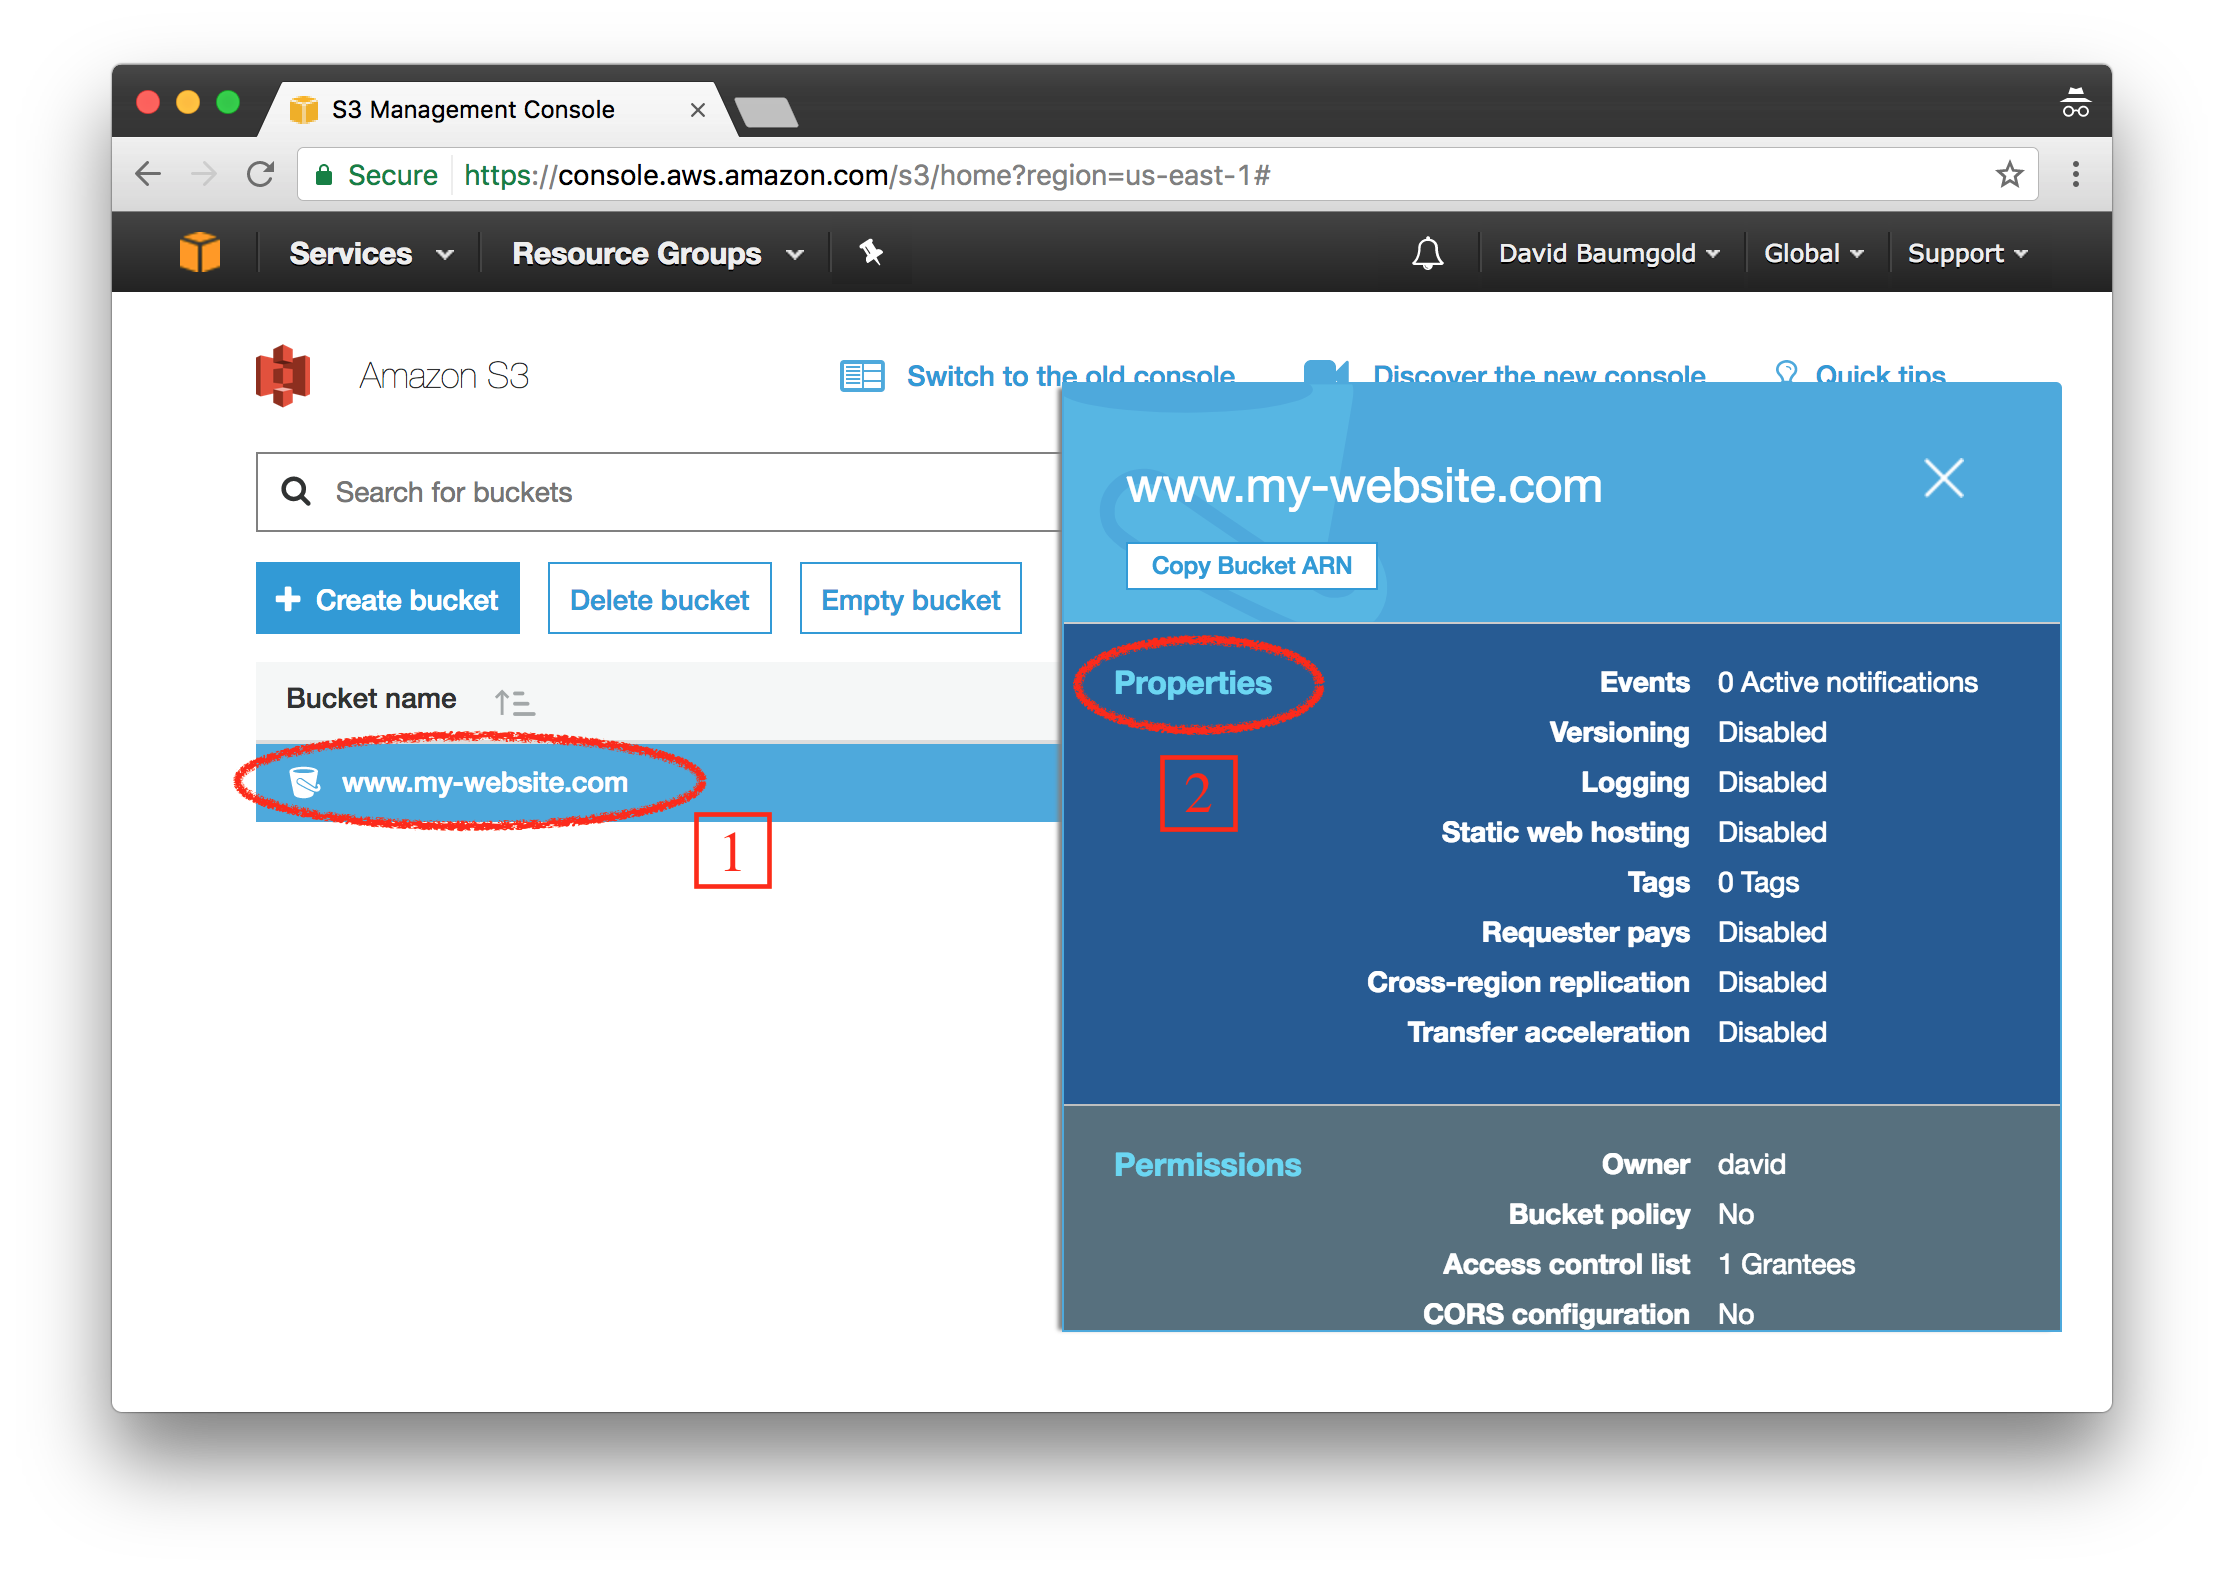 S3 Management Console
Secure https://console.aws.amazon.com/s3/home?region=us-east-1#
Services Resource Groups David Baumgold Global Support
Amazon S3 Switch to the old console Discover the new console Quick tips
Search for buckets
www.my-website.com
Copy Bucket ARN
Create bucket Delete bucket Empty bucket
Bucket name
www.my-website.com
1
Properties
2
Events 0 Active notifications
Versioning Disabled
Logging Disabled
Static web hosting Disabled
Tags 0 Tags
Requester pays Disabled
Cross-region replication Disabled
Transfer acceleration Disabled
Permissions
Owner david
Bucket policy No
Access control list 1 Grantees
CORS configuration No